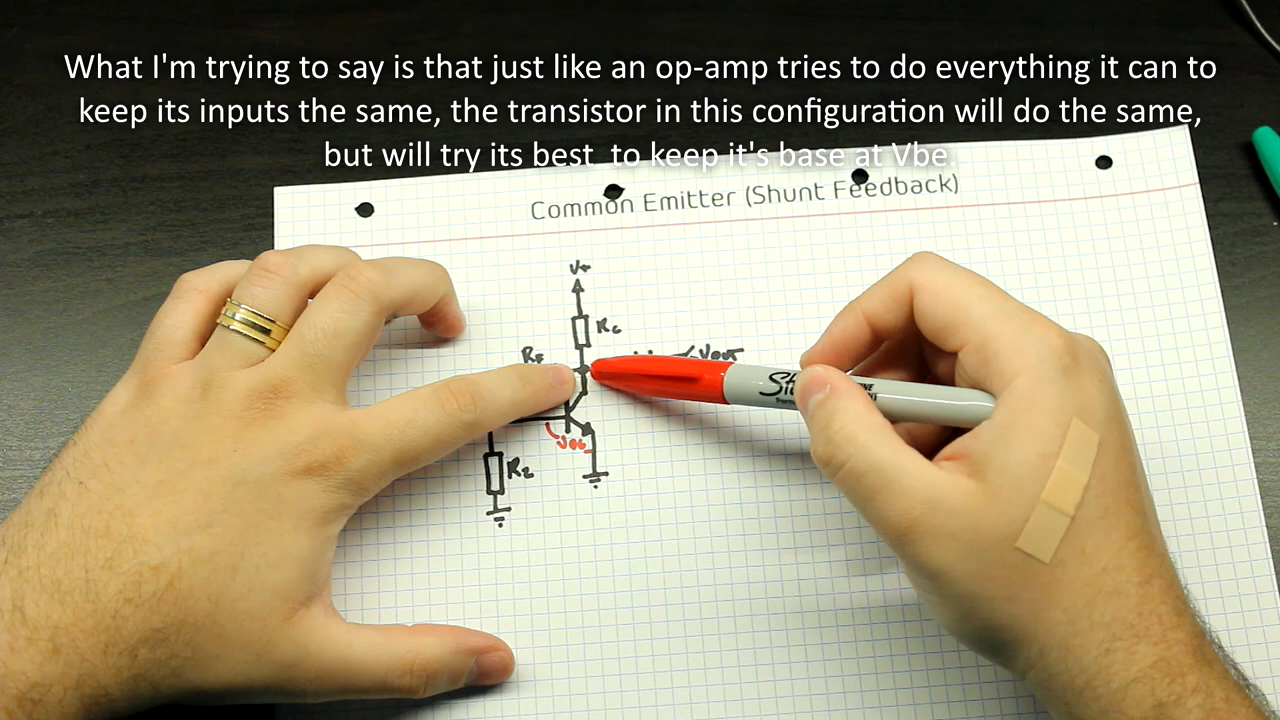 What I'm trying to say is that just like an op-amp tries to do everything it can to
keep its inputs the same, the transistor in this configuration will do the same,
but will try its best  to keep it's base at Vbe.
Common Emitter (Shunt Feedback)
V+
Rc
RF
Vout
R2